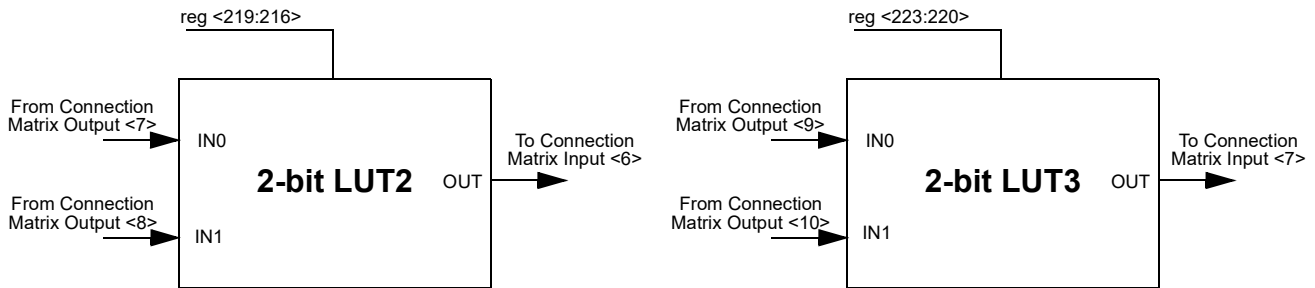 reg <219:216>
From Connection
Matrix Output <7>
IN0
2-bit LUT2
OUT
To Connection
Matrix Input <6>
From Connection
Matrix Output <8>
IN1
reg <223:220>
From Connection
Matrix Output <9>
IN0
2-bit LUT3
OUT
To Connection
Matrix Input <7>
From Connection
Matrix Output <10>
IN1